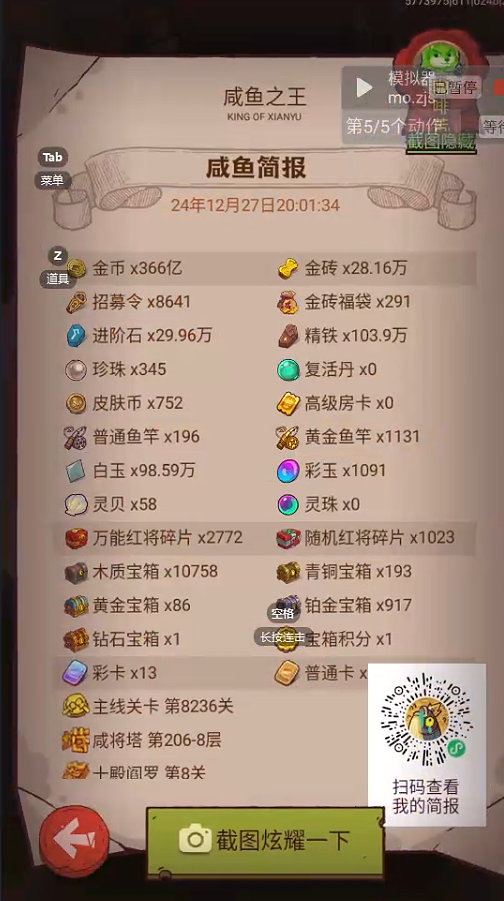 咸鱼之王
KING OF XIANYU
模拟器
已暂停
mo.zjs
第5/5个动作
等待
截图隐藏
Tab
菜单
咸鱼简报
24年12月27日20:01:34
Z
道具
金币 x366亿
金砖 x28.16万
招募令 x8641
金砖福袋 x291
进阶石 x29.96万
精铁 x103.9万
珍珠 x345
复活丹 x0
皮肤币 x752
高级房卡 x0
普通鱼竿 x196
黄金鱼竿 x1131
白玉 x98.59万
彩玉 x1091
灵贝 x58
灵珠 x0
万能红将碎片 x2772
随机红将碎片 x1023
木质宝箱 x10758
青铜宝箱 x193
黄金宝箱 x86
铂金宝箱 x917
空格
钻石宝箱 x1
宝箱积分 x1
长按连击
彩卡 x13
普通卡 x
主线关卡 第8236关
咸将塔 第206-8层
十殿阎罗 第8关
扫码查看
我的简报
截图炫耀一下